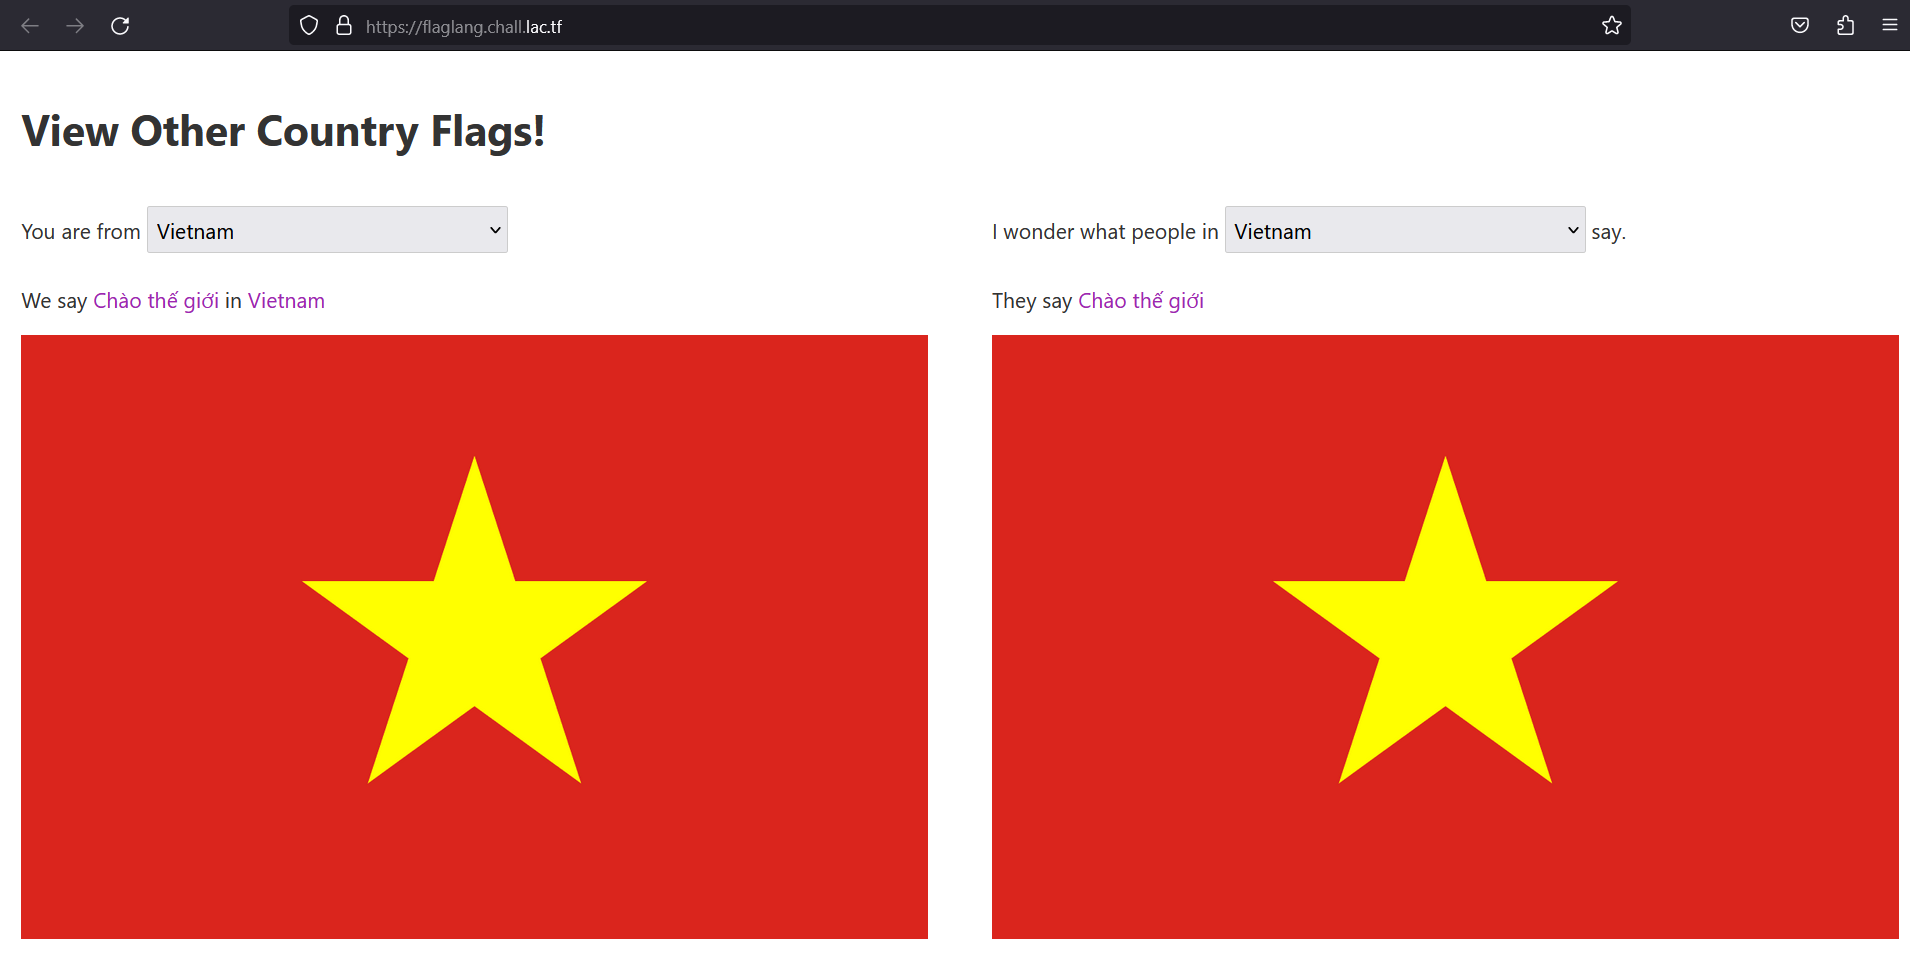 https://flaglang.chall.lac.tf
View Other Country Flags!
You are from Vietnam
I wonder what people in Vietnam say.
We say Chào thế giới in Vietnam
They say Chào thế giới